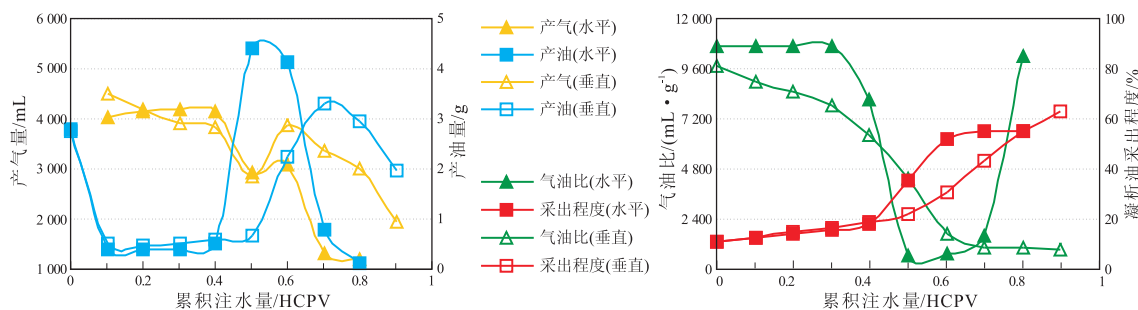 产气量/mL
6 000
5 000
4 000
3 000
2 000
1 000
0
0.2
0.4
0.6
0.8
1
累积注水量/HCPV
5
4
3
2
1
0
产油量/g
产气(水平)
产油(水平)
产气(垂直)
产油(垂直)
气油比(水平)
采出程度(水平)
气油比(垂直)
采出程度(垂直)
气油比/(mL•g⁻¹)
12 000
9 600
7 200
4 800
2 400
0
0
0.2
0.4
0.6
0.8
1
累积注水量/HCPV
100
80
60
40
20
0
凝析油采出程度/%